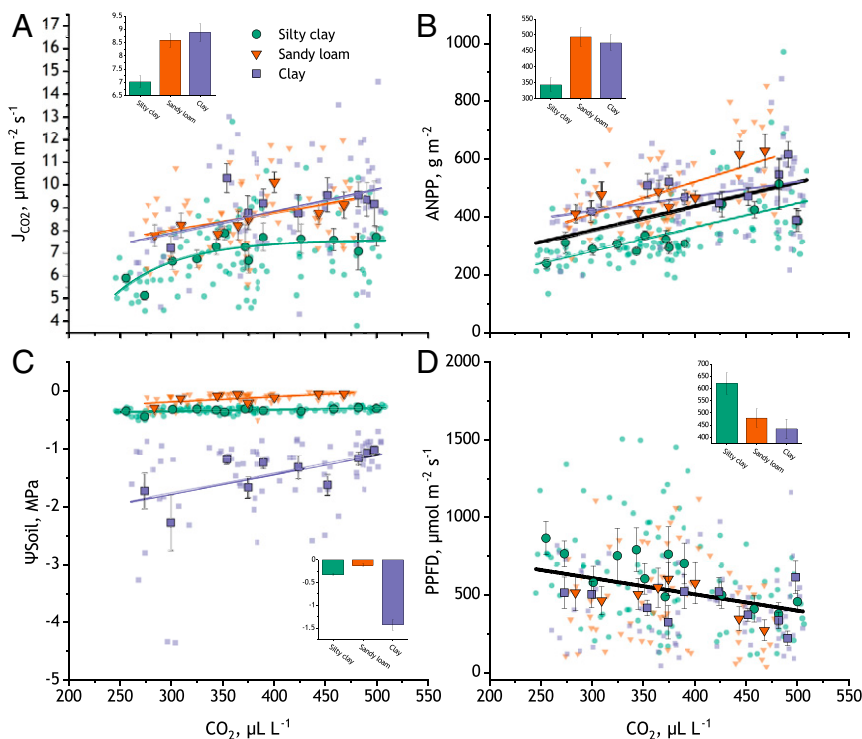 A
J_CO2, µmol m⁻² s⁻¹
17
16
15
14
13
12
11
10
9
8
7
6
5
4
9.5
8.5
7.5
6.5
Silty clay
Sandy loam
Clay
Silty clay
Sandy loam
Clay
B
ANPP, g m⁻²
1000
800
600
400
200
0
550
500
450
400
350
300
Silty clay
Sandy loam
Clay
C
ΨSoil, MPa
0
-1
-2
-3
-4
-5
0
-0.5
-1
-1.5
Silty clay
Sandy loam
Clay
200
250
300
350
400
450
500
550
CO₂, µL L⁻¹
D
PPFD, µmol m⁻² s⁻¹
2000
1500
1000
500
0
700
650
600
550
500
450
400
Silty clay
Sandy loam
Clay
200
250
300
350
400
450
500
550
CO₂, µL L⁻¹